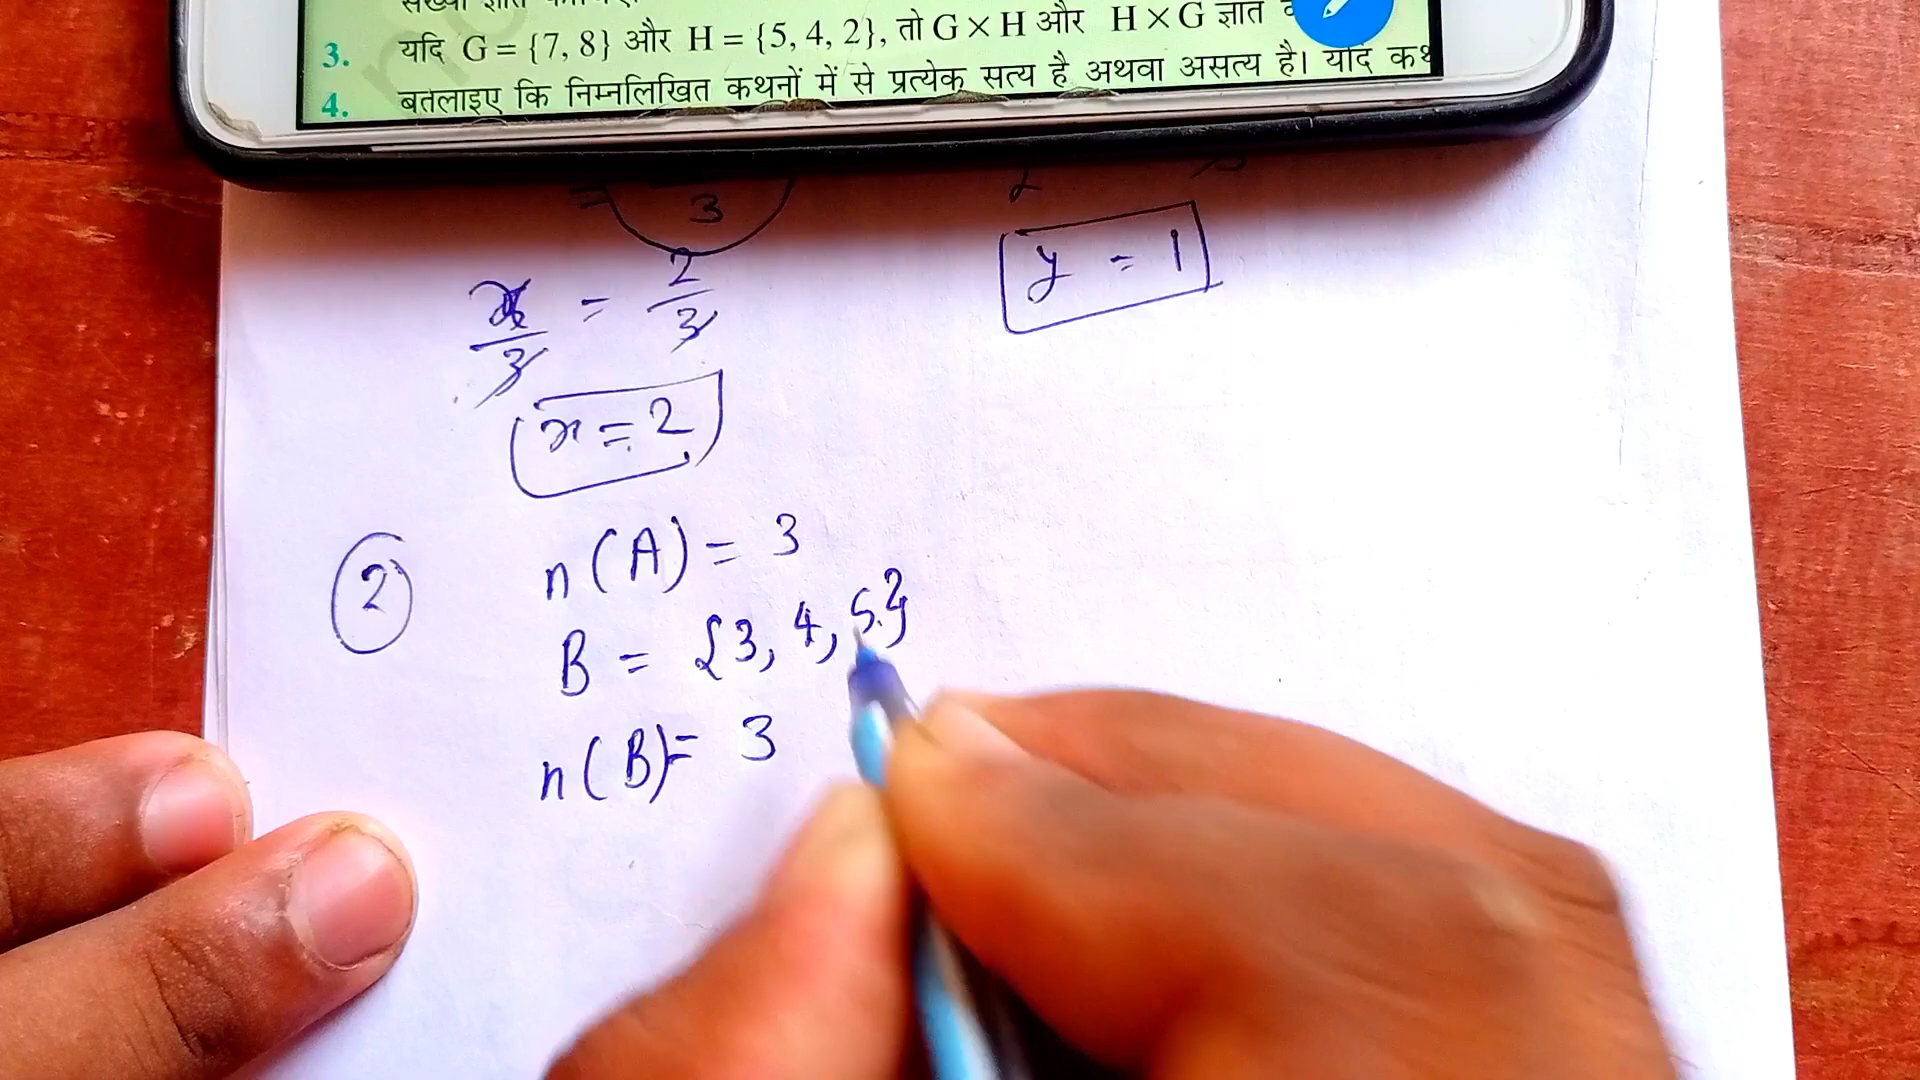 3. यदि G = {7, 8} और H = {5, 4, 2}, तो G × H और H × G ज्ञात
4. बतलाइए कि निम्नलिखित कथनों में से प्रत्येक सत्य है अथवा असत्य है। यदि
3
x/3 = 2/3
y = 1
x = 2
2 n(A) = 3
B = {3, 4, 5}
n(B) = 3